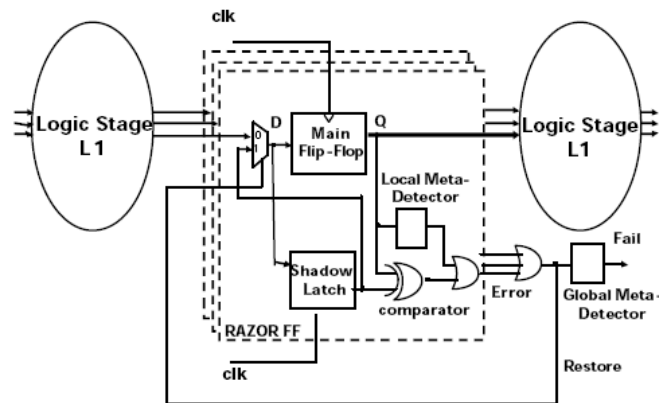 clk
Logic Stage
L1
0
1
D
Main
Flip-Flop
Q
Logic Stage
L1
Local Meta-
Detector
Shadow
Latch
comparator
Error
Fail
Global Meta-
Detector
RAZOR FF
clk
Restore